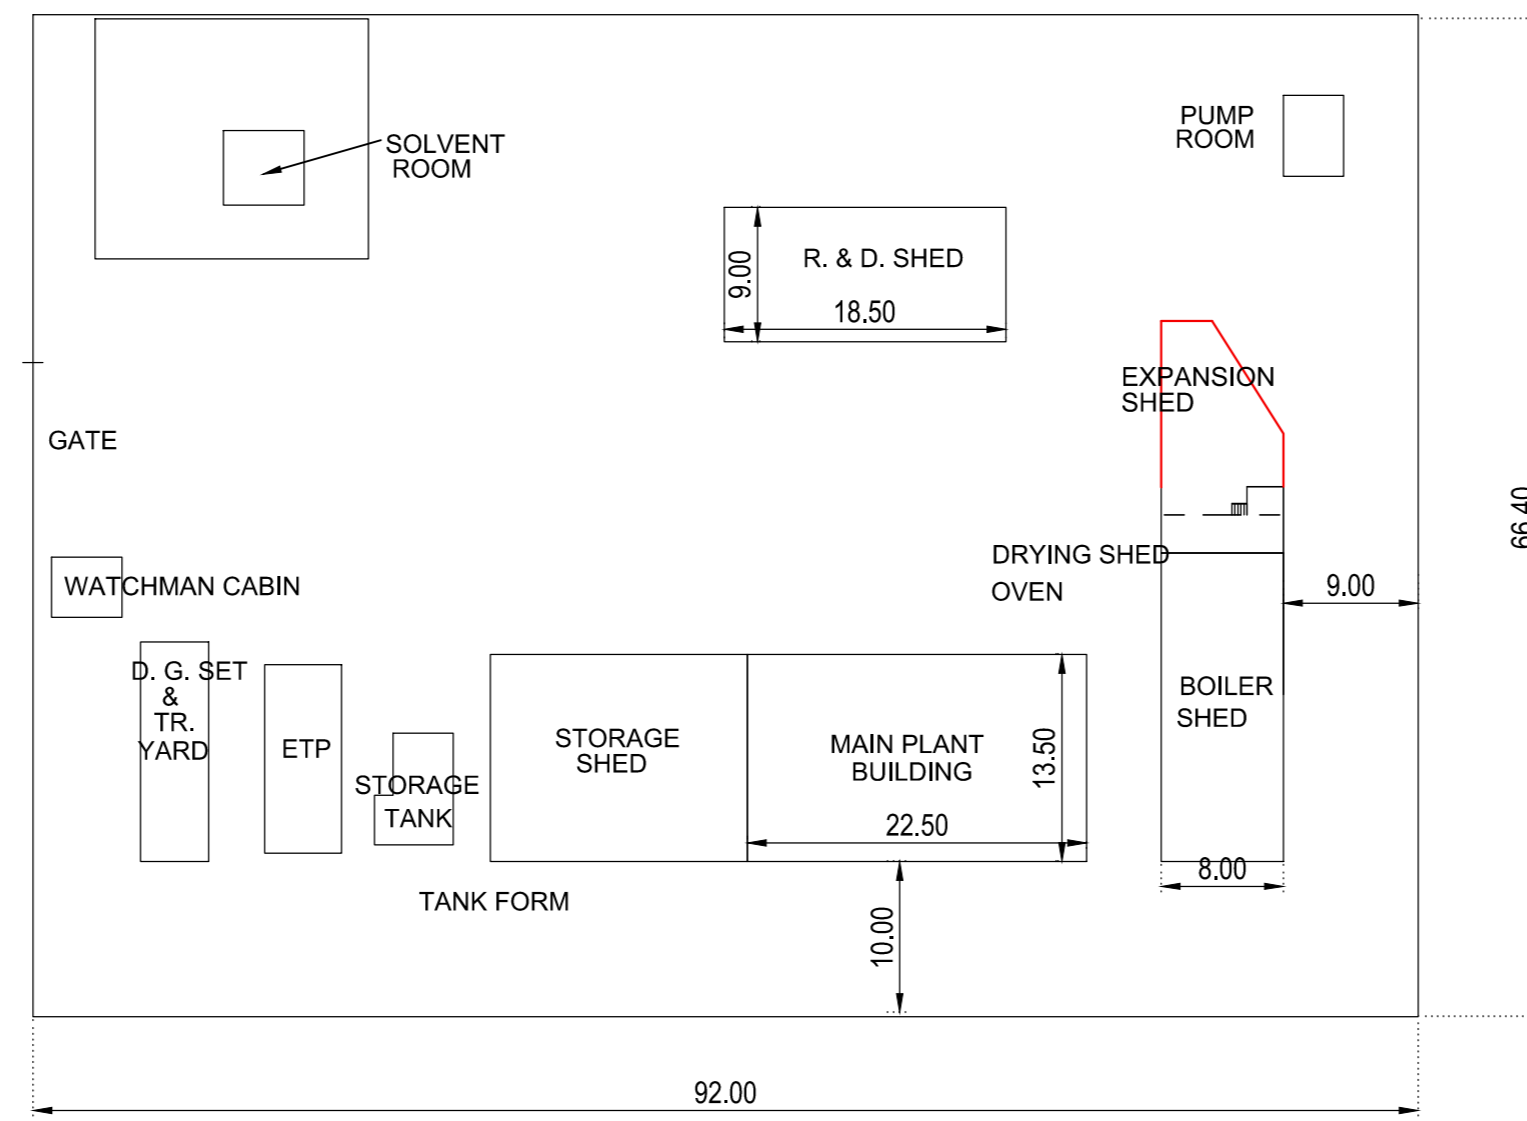 SOLVENT
ROOM
PUMP
ROOM
R. & D. SHED
9.00
18.50
EXPANSION
SHED
GATE
66.40
DRYING SHED
OVEN
9.00
WATCHMAN CABIN
D. G. SET
&
TR.
YARD
ETP
STORAGE
TANK
STORAGE
SHED
MAIN PLANT
BUILDING
13.50
22.50
BOILER
SHED
8.00
TANK FORM
10.00
92.00